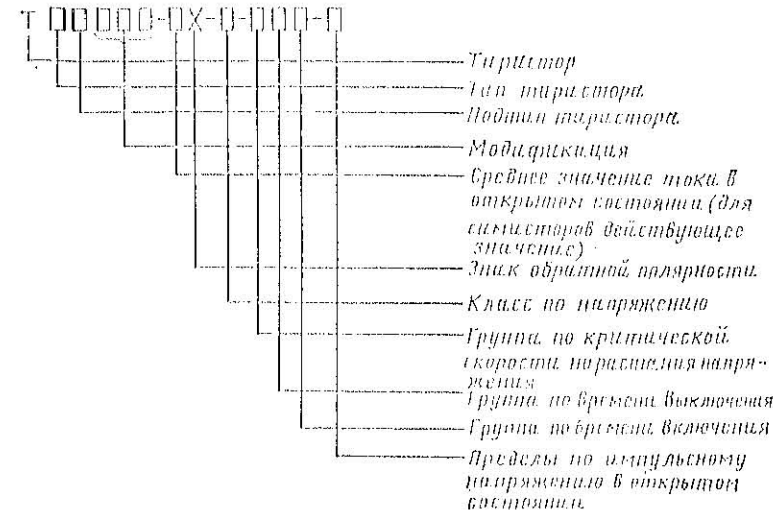 Т □□□□□-□Х-□-□□□-□
Тиристор
Тип тиристора
Подтип тиристора
Модификация
Среднее значение тока в
открытом состоянии (для
симисторов действующее
значение)
Знак обратной полярности
Класс по напряжению
Группа по критической
скорости нарастания напря-
жения
Группа по времени выключения
Группа по времени включения
Пределы по импульсному
напряжению в открытом
состоянии